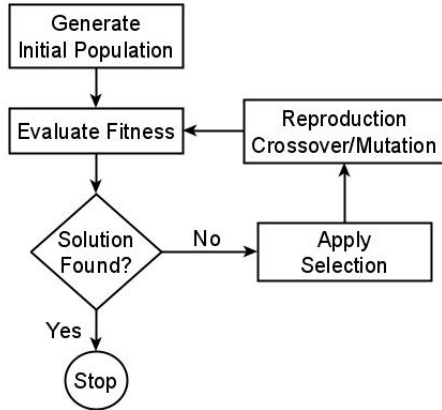 Generate
Initial Population
Evaluate Fitness
Reproduction
Crossover/Mutation
Solution
Found?
No
Apply
Selection
Yes
Stop